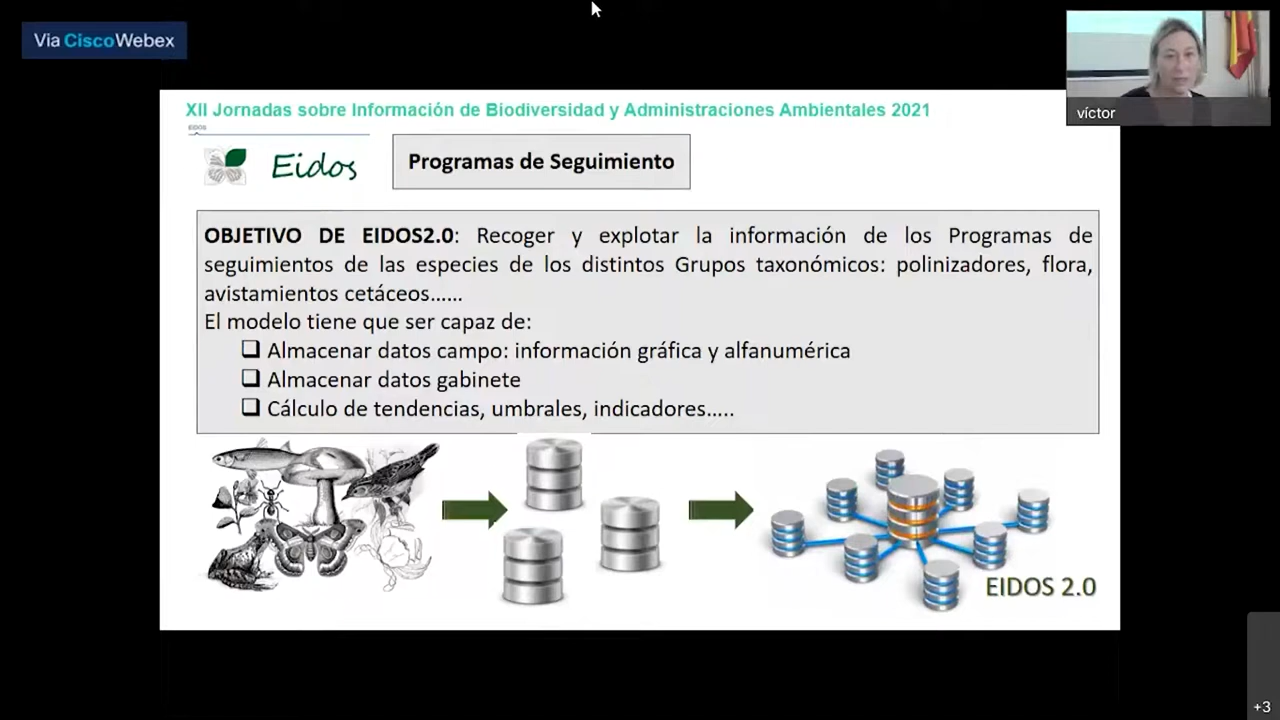 Via CiscoWebex
víctor
XII Jornadas sobre Información de Biodiversidad y Administraciones Ambientales 2021
EIDOS
Eidos
Programas de Seguimiento
OBJETIVO DE EIDOS2.0: Recoger y explotar la información de los Programas de
seguimientos de las especies de los distintos Grupos taxonómicos: polinizadores, flora,
avistamientos cetáceos......
El modelo tiene que ser capaz de:
❑ Almacenar datos campo: información gráfica y alfanumérica
❑ Almacenar datos gabinete
❑ Cálculo de tendencias, umbrales, indicadores.....
EIDOS 2.0
+3